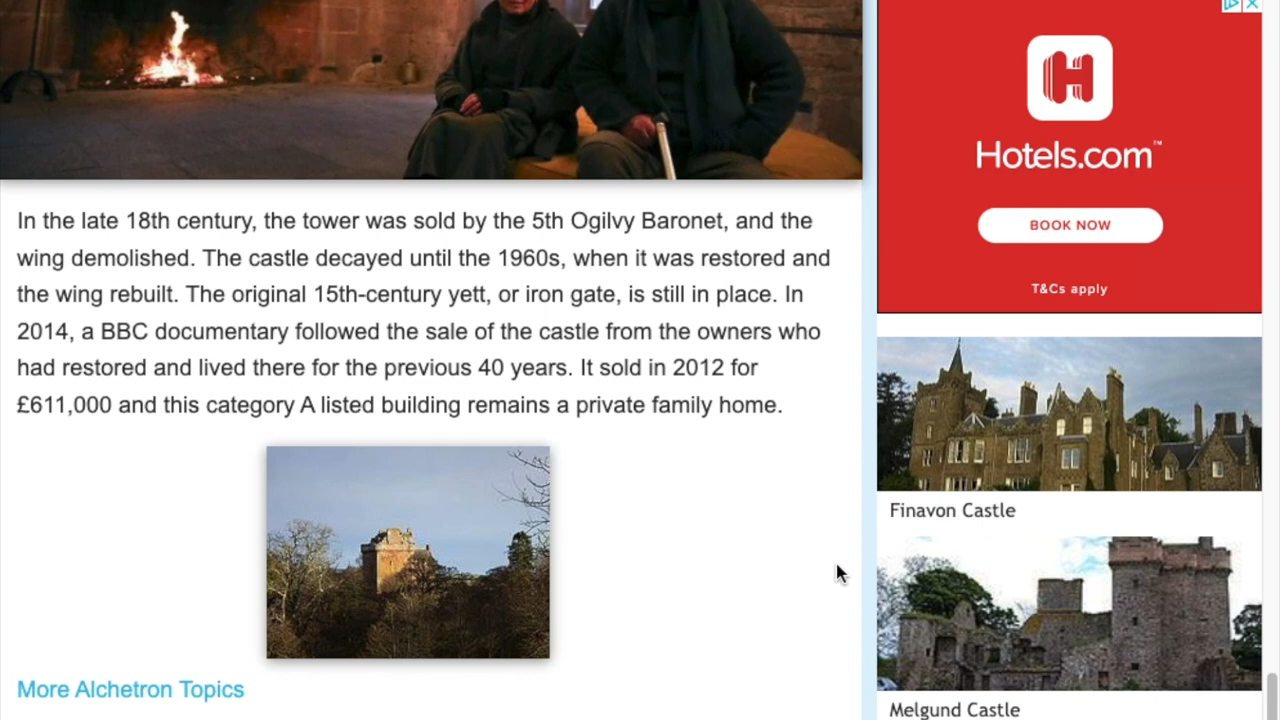 In the late 18th century, the tower was sold by the 5th Ogilvy Baronet, and the
wing demolished. The castle decayed until the 1960s, when it was restored and
the wing rebuilt. The original 15th-century yett, or iron gate, is still in place. In
2014, a BBC documentary followed the sale of the castle from the owners who
had restored and lived there for the previous 40 years. It sold in 2012 for
£611,000 and this category A listed building remains a private family home.
More Alchetron Topics
H
Hotels.com™
BOOK NOW
T&Cs apply
Finavon Castle
Melgund Castle